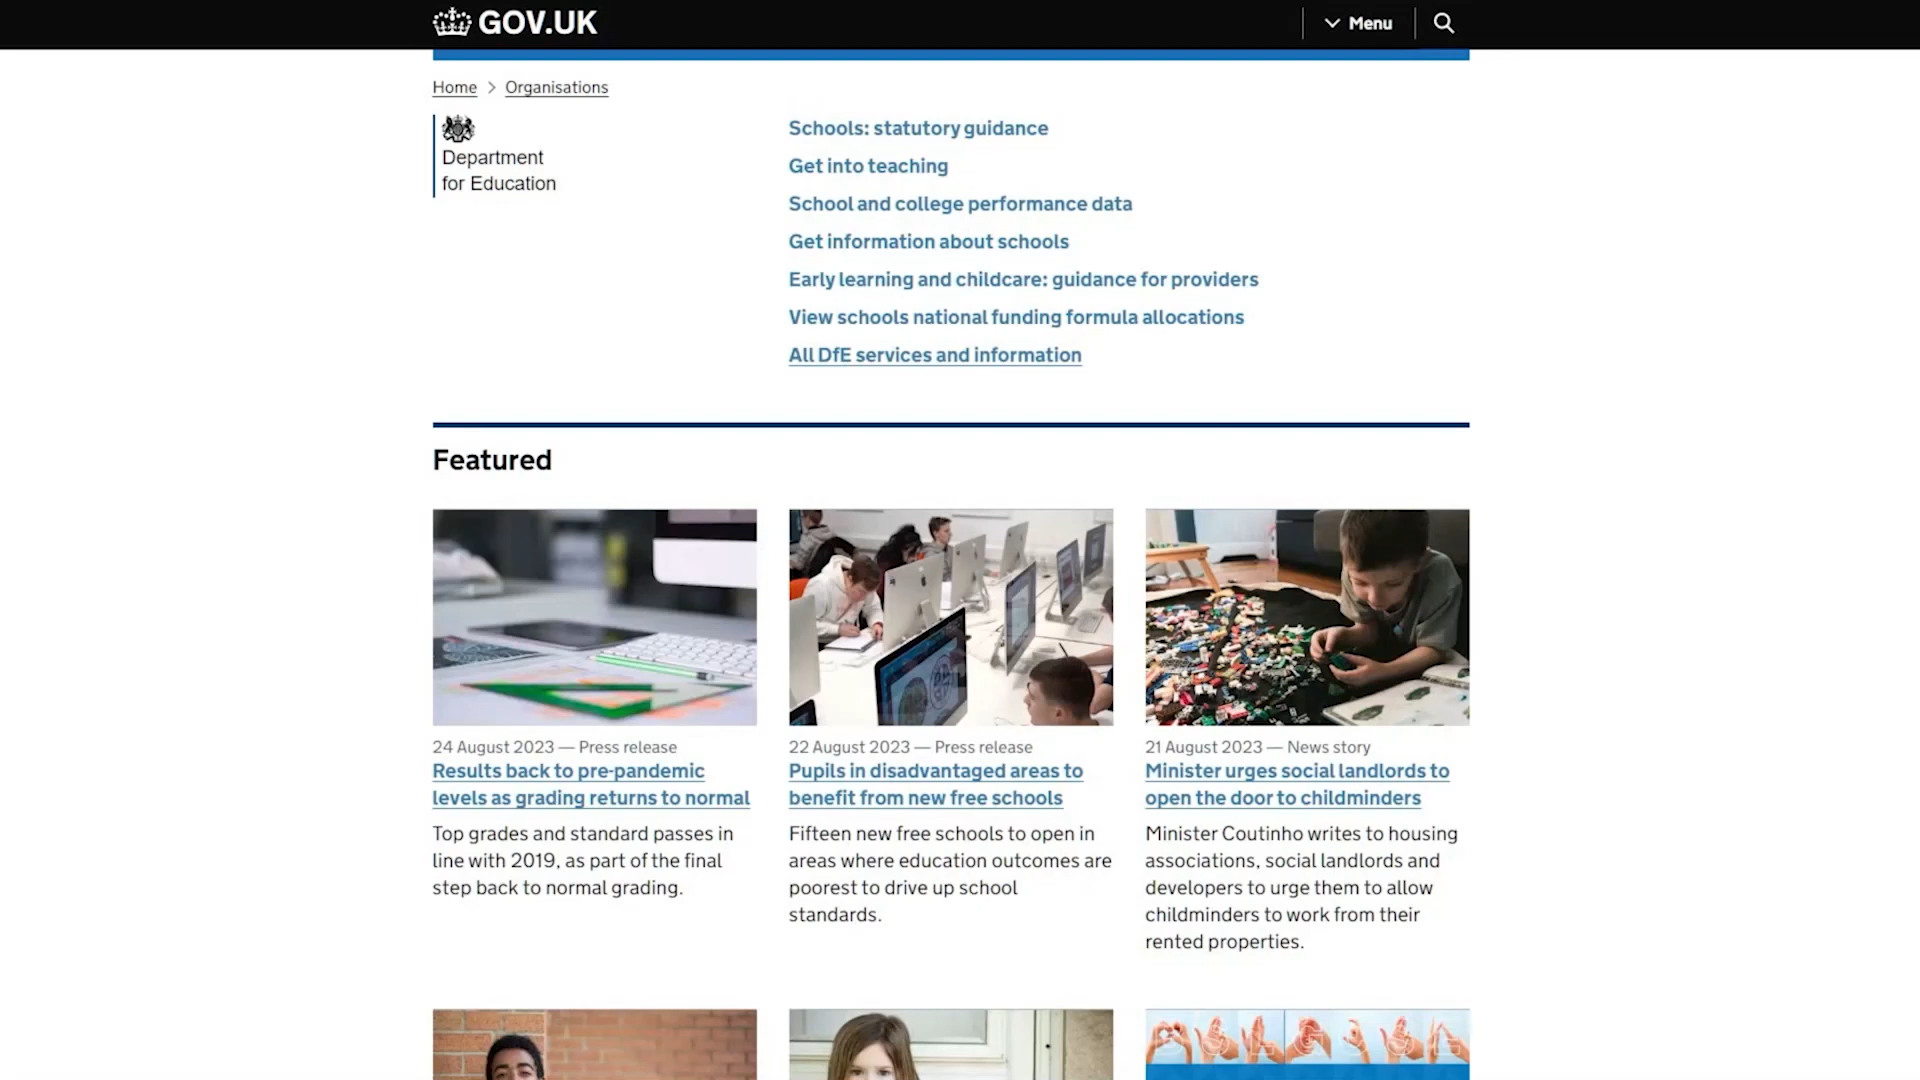 GOV.UK
Menu
Home
Organisations
Department
for Education
Schools: statutory guidance
Get into teaching
School and college performance data
Get information about schools
Early learning and childcare: guidance for providers
View schools national funding formula allocations
All DfE services and information
Featured
24 August 2023 — Press release
Results back to pre-pandemic
levels as grading returns to normal
Top grades and standard passes in
line with 2019, as part of the final
step back to normal grading.
22 August 2023 — Press release
Pupils in disadvantaged areas to
benefit from new free schools
Fifteen new free schools to open in
areas where education outcomes are
poorest to drive up school
standards.
21 August 2023 — News story
Minister urges social landlords to
open the door to childminders
Minister Coutinho writes to housing
associations, social landlords and
developers to urge them to allow
childminders to work from their
rented properties.